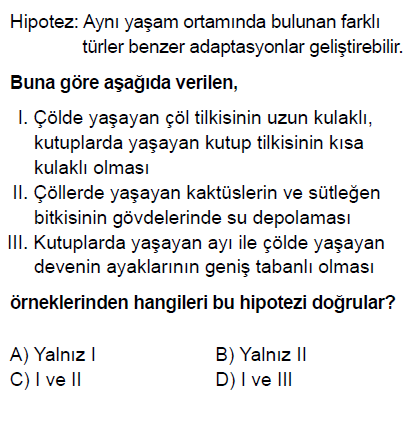 Hipotez: Aynı yaşam ortamında bulunan farklı
türler benzer adaptasyonlar geliştirebilir.
Buna göre aşağıda verilen,
I. Çölde yaşayan çöl tilkisinin uzun kulaklı,
kutuplarda yaşayan kutup tilkisinin kısa
kulaklı olması
II. Çöllerde yaşayan kaktüslerin ve sütleğen
bitkisinin gövdelerinde su depolaması
III. Kutuplarda yaşayan ayı ile çölde yaşayan
devenin ayaklarının geniş tabanlı olması
örneklerinden hangileri bu hipotezi doğrular?
A) Yalnız I B) Yalnız II
C) I ve II D) I ve III